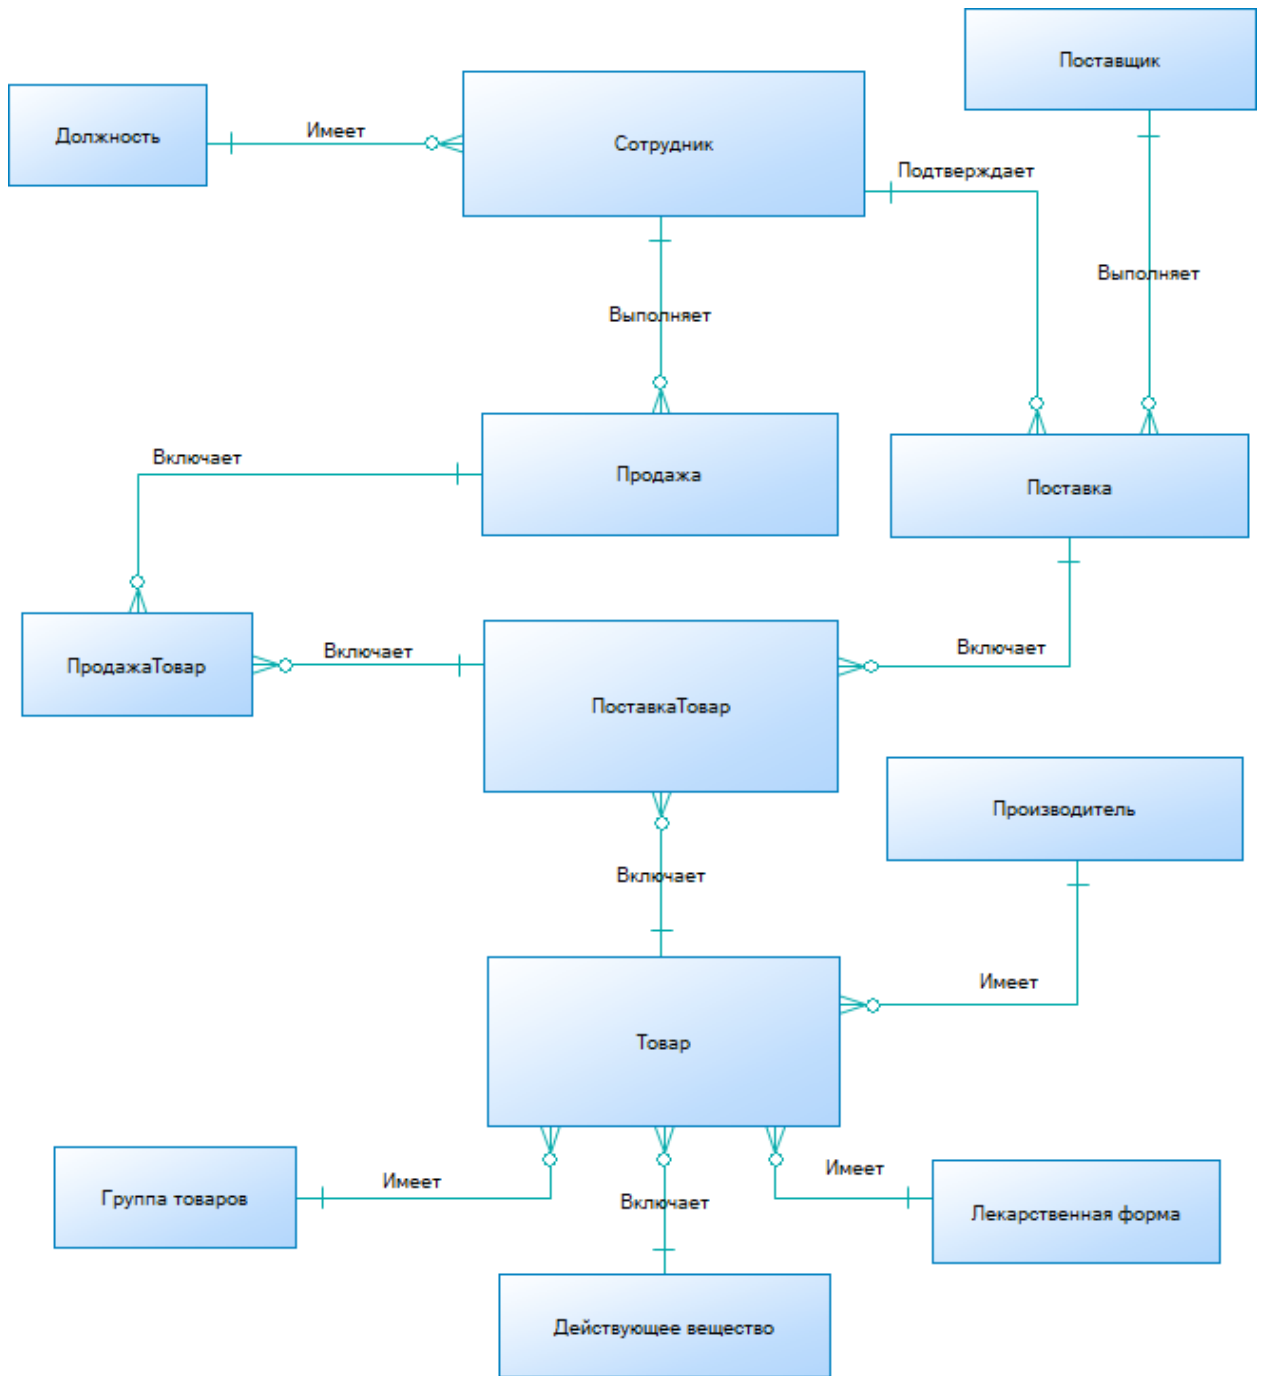 Поставщик
Должность
Имеет
Сотрудник
Подтверждает
Выполняет
Выполняет
Включает
Продажа
Поставка
ПродажаТовар
Включает
ПоставкаТовар
Включает
Производитель
Включает
Имеет
Товар
Группа товаров
Имеет
Включает
Имеет
Лекарственная форма
Действующее вещество